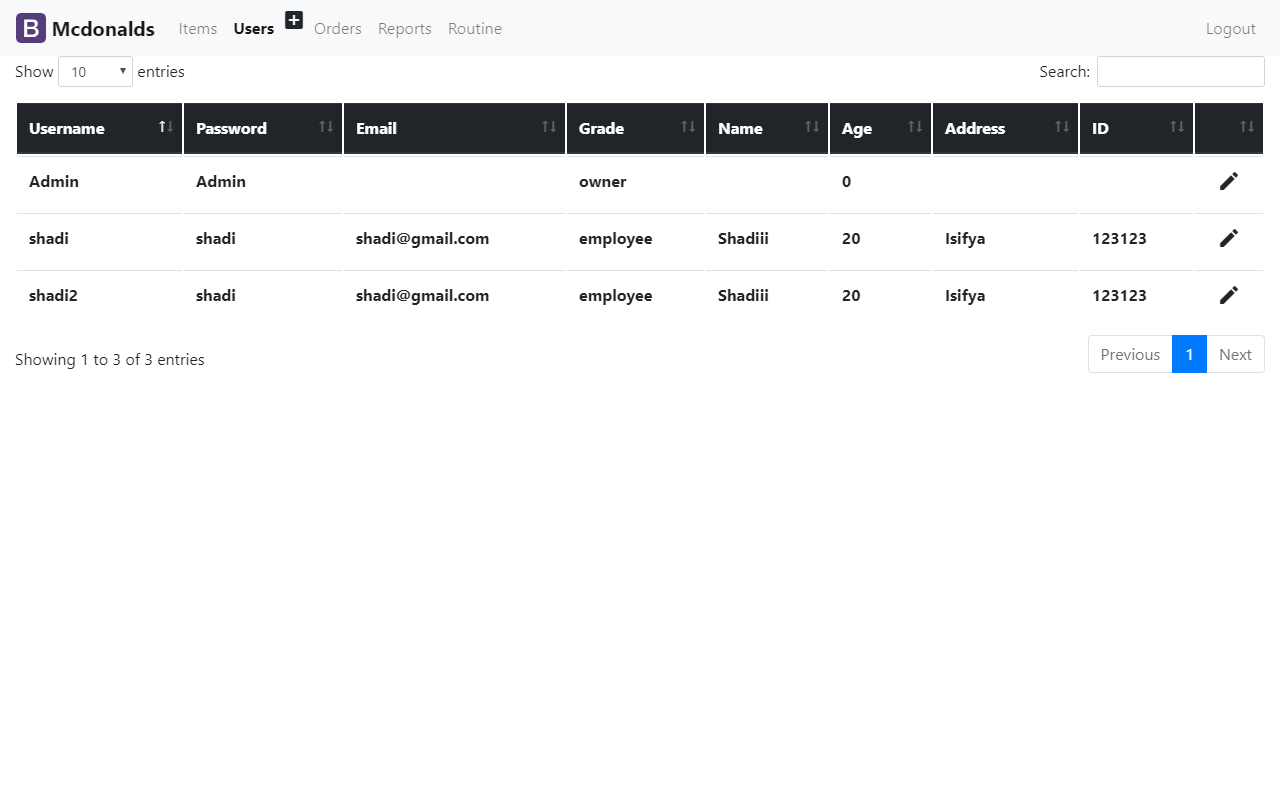 B Mcdonalds Items Users Orders Reports Routine Logout
Show 10 entries Search:
Username Password Email Grade Name Age Address ID
Admin Admin owner 0
shadi shadi shadi@gmail.com employee Shadiii 20 Isifya 123123
shadi2 shadi shadi@gmail.com employee Shadiii 20 Isifya 123123
Showing 1 to 3 of 3 entries Previous 1 Next